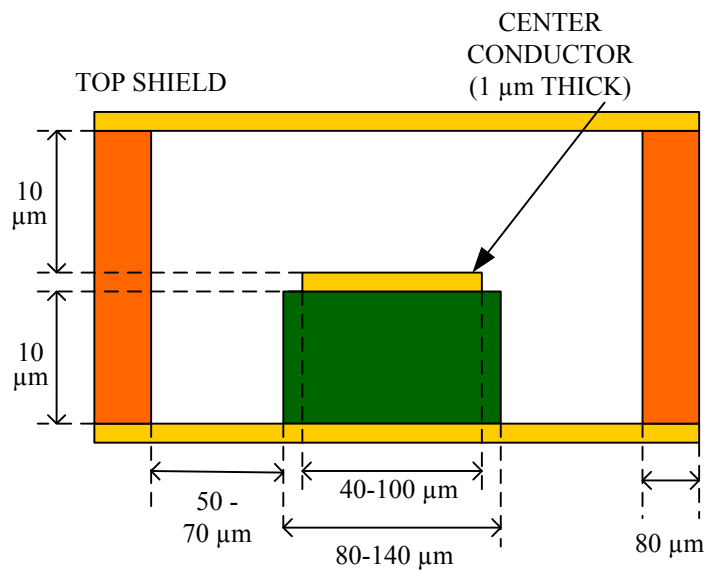 CENTER
CONDUCTOR
(1 µm THICK)
TOP SHIELD
10
µm
10
µm
50 -
70 µm
40-100 µm
80-140 µm
80 µm